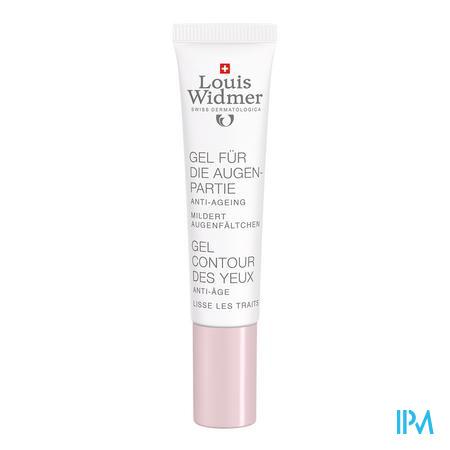 Louis
Widmer
SWISS DERMATOLOGICA
GEL FÜR
DIE AUGEN-
PARTIE
ANTI-AGEING
MILDERT
AUGENFÄLTCHEN
GEL
CONTOUR
DES YEUX
ANTI-ÂGE
LISSE LES TRAITS
IPM